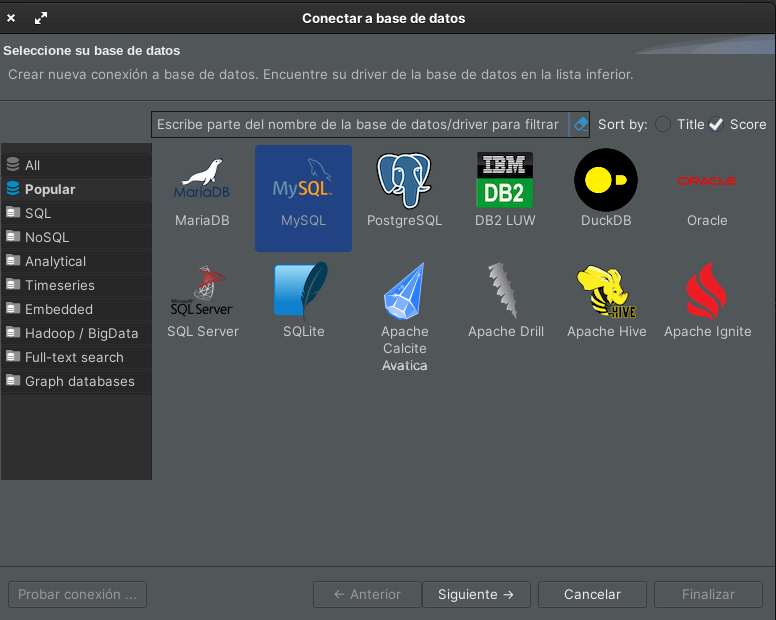 Conectar a base de datos
Seleccione su base de datos
Crear nueva conexión a base de datos. Encuentre su driver de la base de datos en la lista inferior.
Escribe parte del nombre de la base de datos/driver para filtrar
Sort by:
Title
Score
All
Popular
SQL
NoSQL
Analytical
Timeseries
Embedded
Hadoop / BigData
Full-text search
Graph databases
MariaDB
MariaDB
MySQL
MySQL
PostgreSQL
IBM
DB2
DB2 LUW
DuckDB
ORACLE
Oracle
Microsoft
SQL Server
SQL Server
SQLite
Apache
Calcite
Avatica
Apache Drill
HIVE
Apache Hive
Apache Ignite
Probar conexión ...
← Anterior
Siguiente →
Cancelar
Finalizar